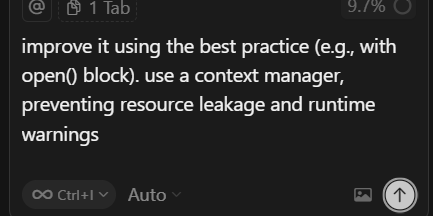 @ 1 Tab 9.7%
improve it using the best practice (e.g., with
open() block). use a context manager,
preventing resource leakage and runtime
warnings
∞ Ctrl+I Auto